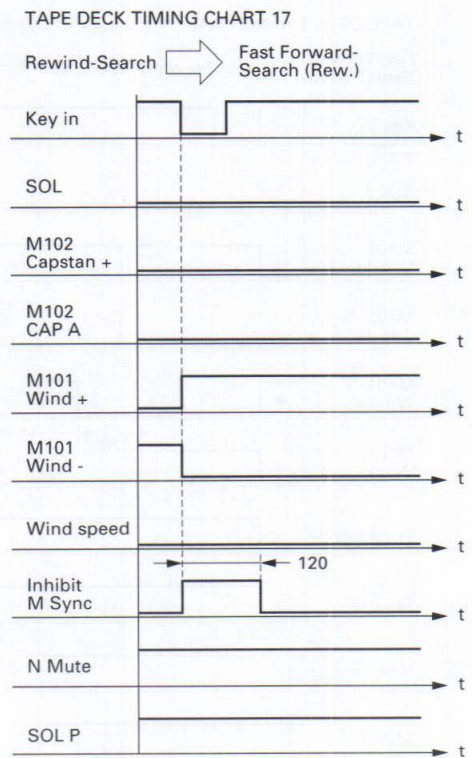 TAPE DECK TIMING CHART 17
Rewind-Search
Fast Forward-
Search (Rew.)
Key in
t
SOL
t
M102
Capstan +
t
M102
CAP A
t
M101
Wind +
t
M101
Wind -
t
Wind speed
t
120
Inhibit
M Sync
t
N Mute
t
SOL P
t